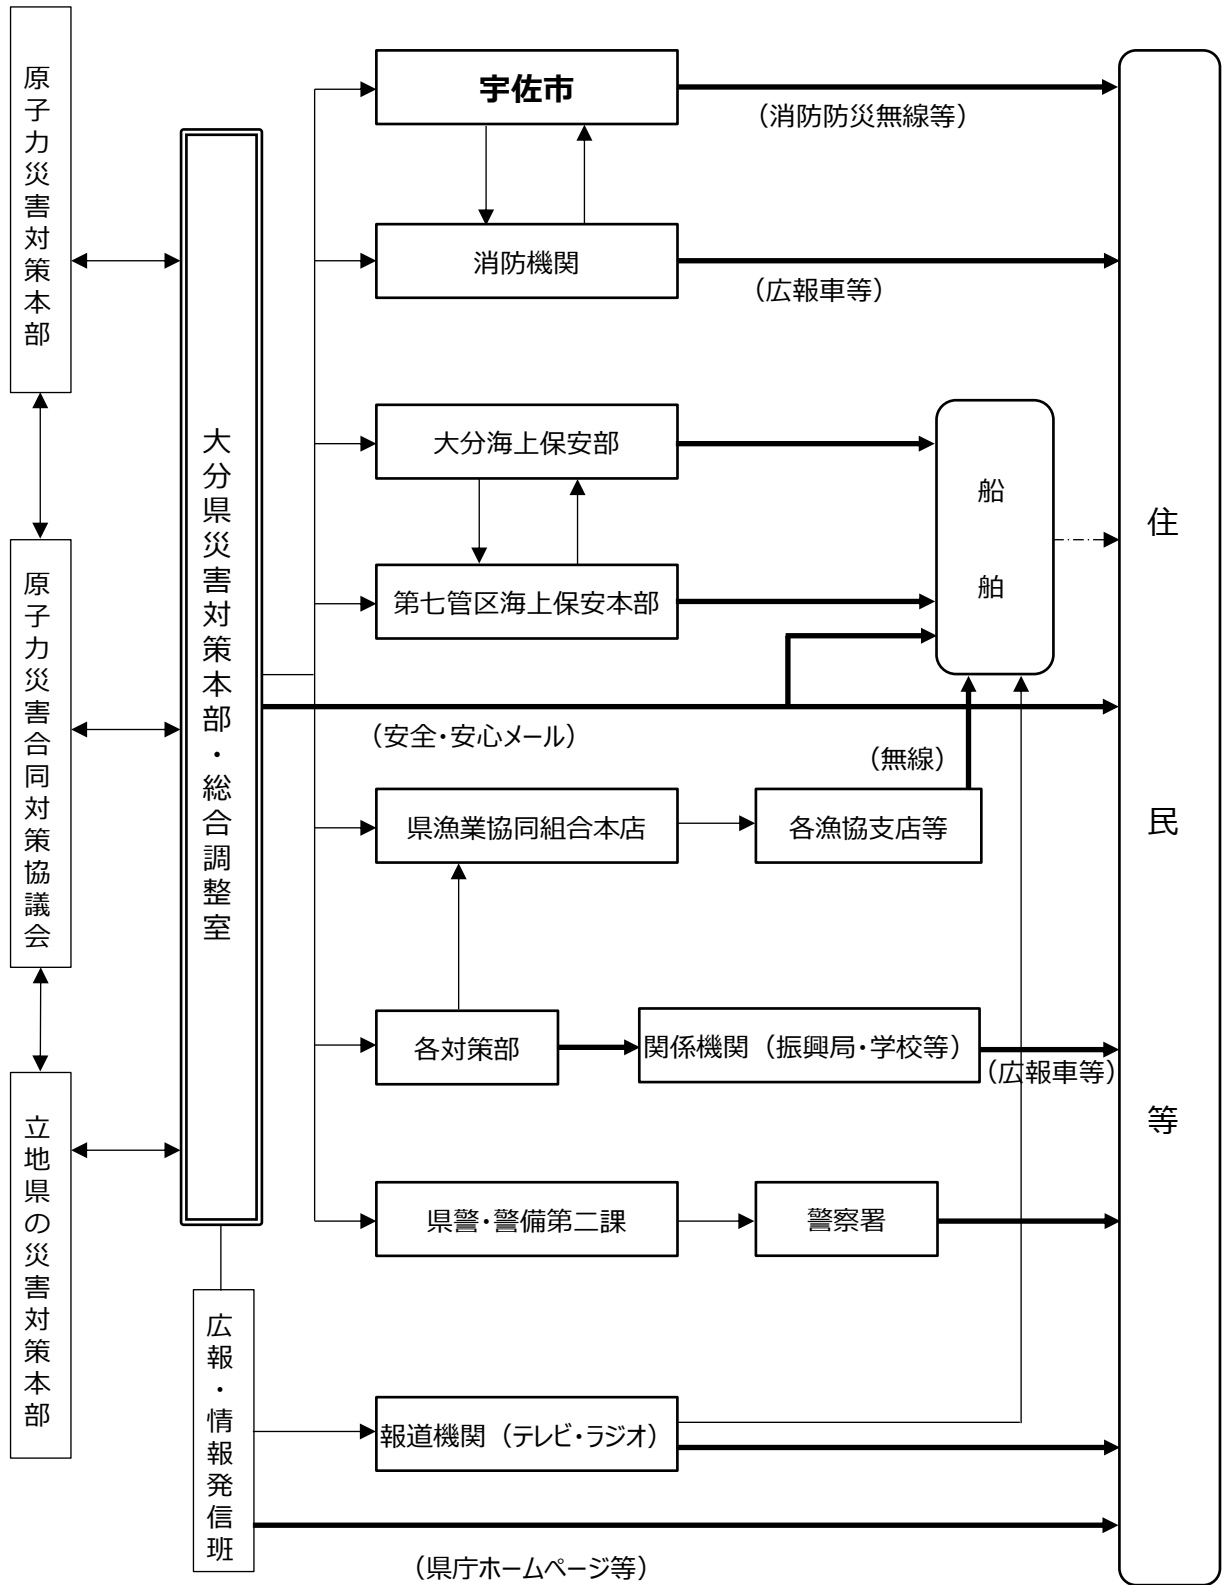 原子力災害対策本部
原子力災害合同対策協議会
立地県の災害対策本部
大分県災害対策本部・総合調整室
広報・情報発信班
宇佐市
（消防防災無線等）
消防機関
（広報車等）
大分海上保安部
第七管区海上保安本部
船舶
（安全・安心メール）
（無線）
県漁業協同組合本店
各漁協支店等
各対策部
関係機関（振興局・学校等）
（広報車等）
県警・警備第二課
警察署
報道機関（テレビ・ラジオ）
（県庁ホームページ等）
住民等